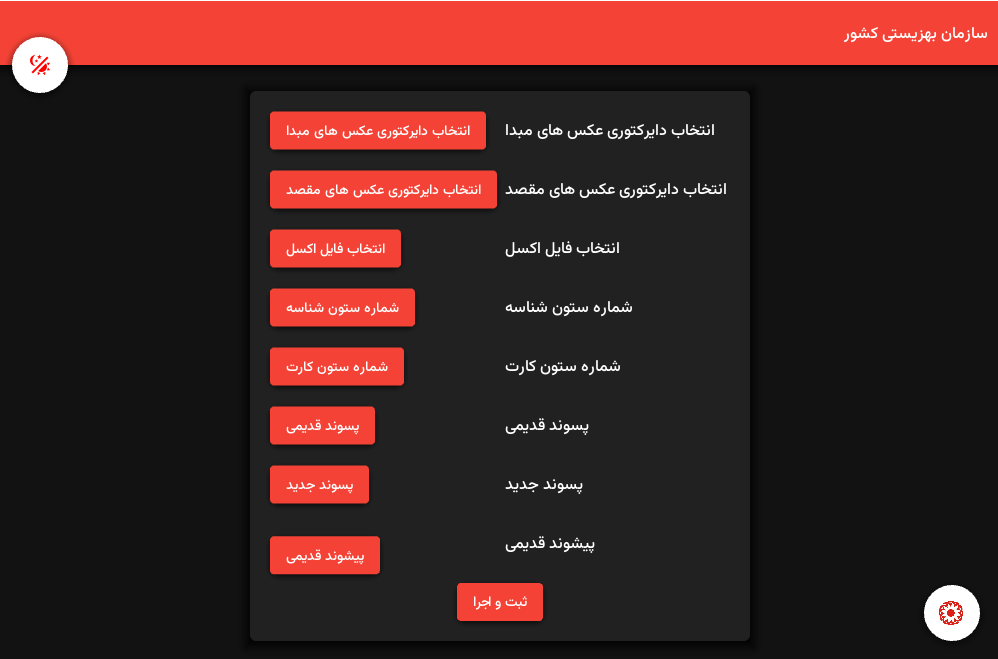 سازمان بهزیستی کشور
انتخاب دایرکتوری عکس های مبدا
انتخاب دایرکتوری عکس های مبدا
انتخاب دایرکتوری عکس های مقصد
انتخاب دایرکتوری عکس های مقصد
انتخاب فایل اکسل
انتخاب فایل اکسل
شماره ستون شناسه
شماره ستون شناسه
شماره ستون کارت
شماره ستون کارت
پسوند قدیمی
پسوند قدیمی
پسوند جدید
پسوند جدید
پیشوند قدیمی
پیشوند قدیمی
ثبت و اجرا